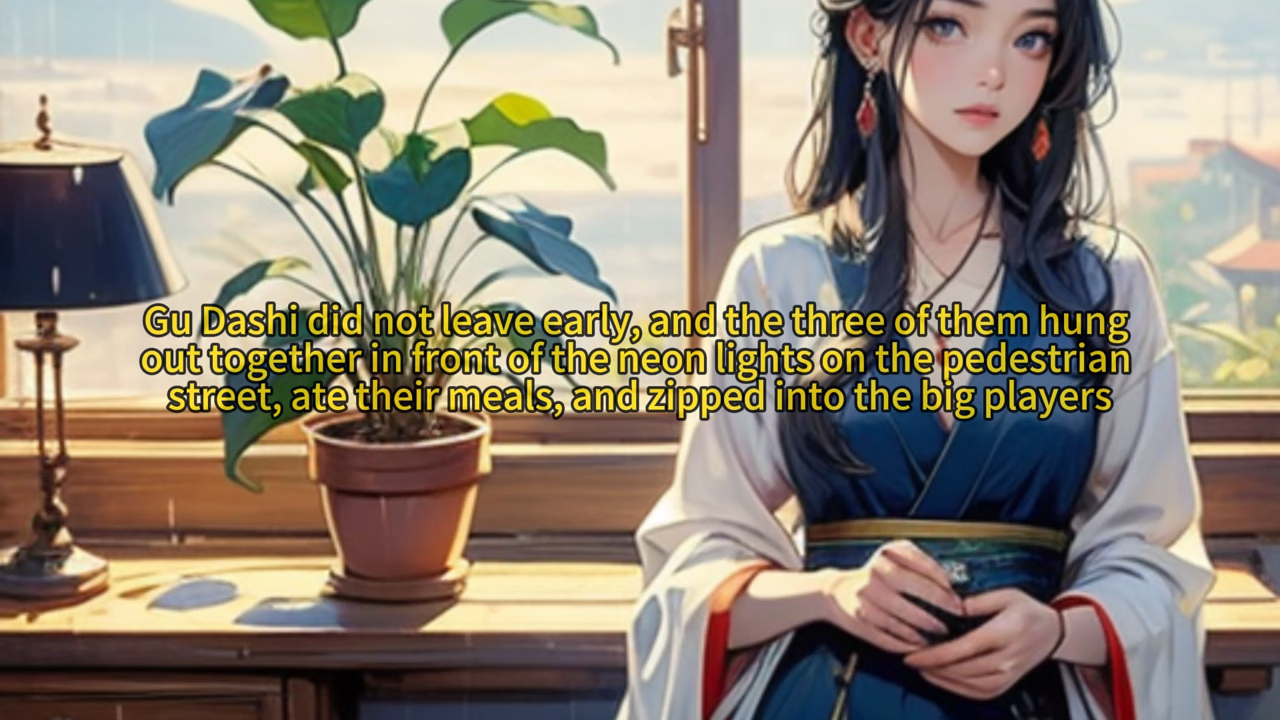 Gu Dashi did not leave early, and the three of them hung
out together in front of the neon lights on the pedestrian
street, ate their meals, and zipped into the big players